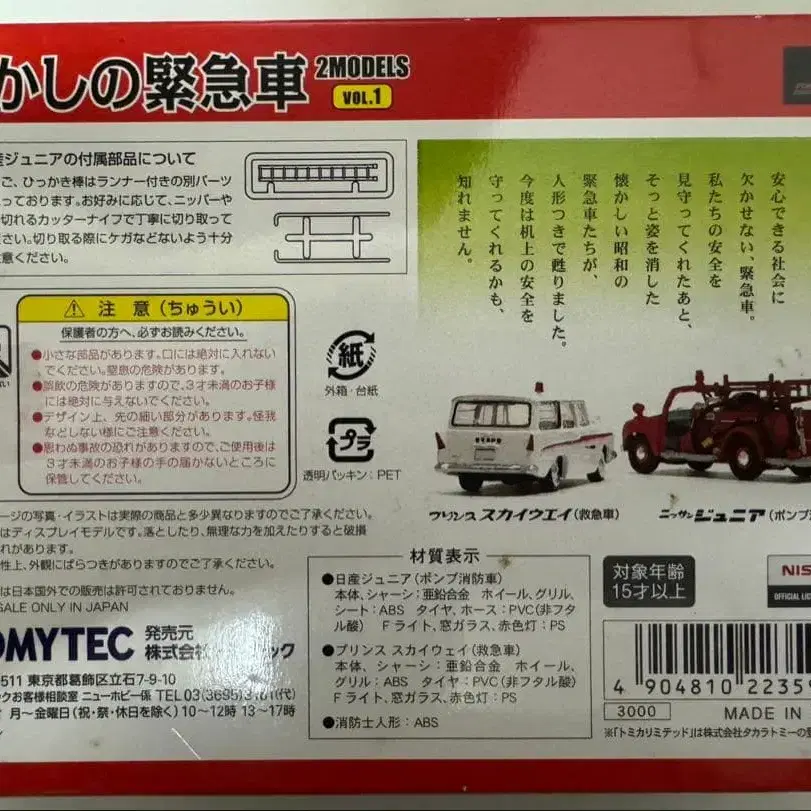 かしの緊急車 2MODELS
VOL.1
産ジュニアの付属部品について
ご、ひっかき棒はランナー付きの別パーツ
っております。お好みに応じて、ニッパーや
切れるカッターナイフで丁寧に切り取って
さい。切り取る際にケガなどないよう十分
意ください。
安心できる社会に
欠かせない、緊急車。
私たちの安全を
見守ってくれたあと、
そっと姿を消した
懐かしい昭和の
緊急車たちが、
人形つきで甦りました。
今度は机上の安全を
守ってくれるかも、
知れません。
注 意(ちゅうい)
保護者の方へ、必ずお読みください。
●小さな部品があります。口には絶対に入れない
でください。窒息の危険があります。
●誤飲の危険がありますので、3才未満のお子様
には絶対に与えないでください。
●デザイン上、先の細い部分があります。怪我
などしない様にご注意ください。
●思わぬ事故の恐れがありますので、ご使用後は
3才未満のお子様の手の届かないところに
保管してください。
紙
外箱・台紙
プラ
透明パッキン:PET
プリンス スカイウエイ(救急車)
ニッサン ジュニア(ポンプ
ージの写真・イラストは実際の商品と多少異なりますのでご了承ください。
はディスプレイモデルです。落としたり、無理な力を加えたりすると破損
れがあります。
性上、外観にばらつきがありますのでご了承ください。
は日本国外での販売は許可されておりません。
SALE ONLY IN JAPAN
材質表示
●日産ジュニア(ポンプ消防車)
本体、シャーシ:亜鉛合金 ホイール、グリル、
シート:ABS タイヤ、ホース:PVC(非フタ
ル酸) Fライト、窓ガラス、赤色灯:PS
●プリンス スカイウェイ(救急車)
本体、シャーシ:亜鉛合金 ホイール、
グリル:ABS タイヤ:PVC(非フタル酸)
Fライト、窓ガラス、赤色灯:PS
●消防士人形:ABS
対象年齢
15才以上
NIS
OFFICIAL LIC
OMYTEC 発売元
株式会社 ック
511 東京都葛飾区立石7-9-10
ックお客様相談室 ニューホビー係 TEL 03(3695)3161(代)
月～金曜日(祝・祭・休日を除く)10～12時 13～17時
4 904810 2235
3000 MADE IN
※「トミカリミテッド」は株式会社タカラトミーの登